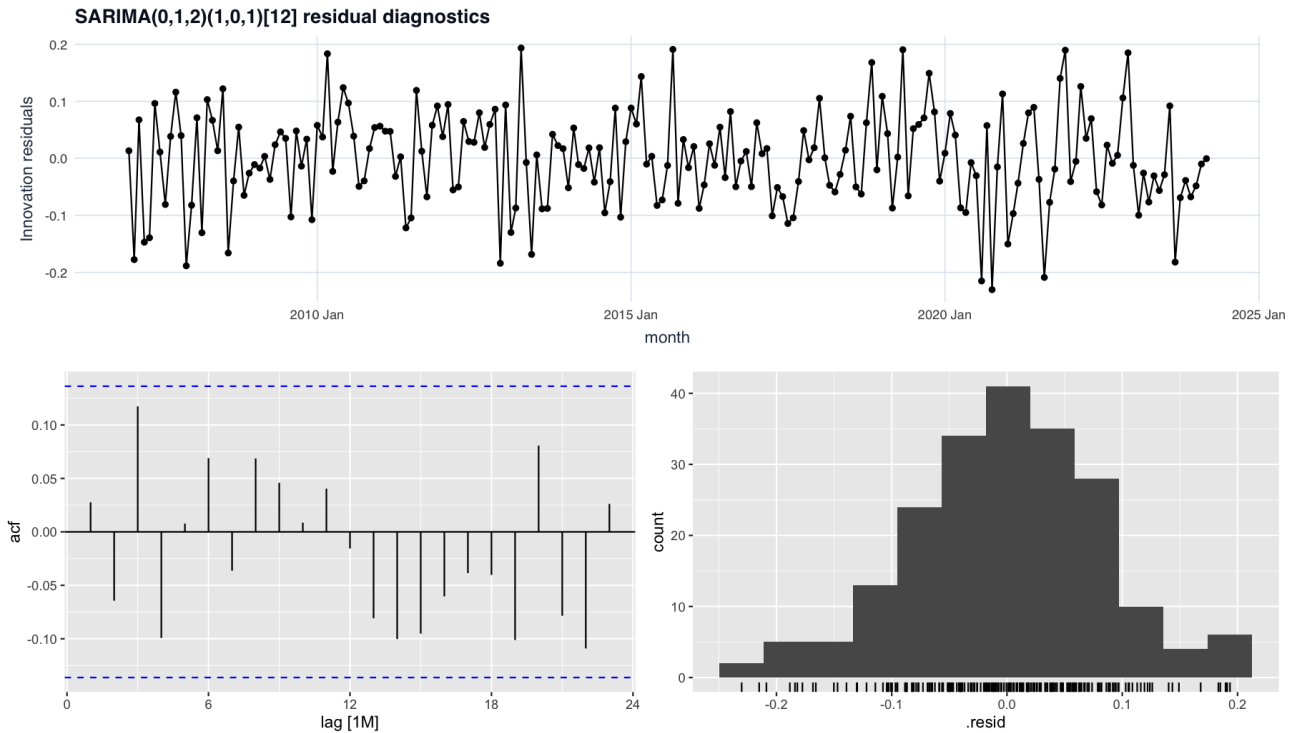 SARIMA(0,1,2)(1,0,1)[12] residual diagnostics
Innovation residuals
0.2
0.1
0.0
-0.1
-0.2
2010 Jan
2015 Jan
2020 Jan
2025 Jan
month
acf
0.10
0.05
0.00
-0.05
-0.10
0
6
12
18
24
lag [1M]
count
40
30
20
10
0
-0.2
-0.1
0.0
0.1
0.2
.resid